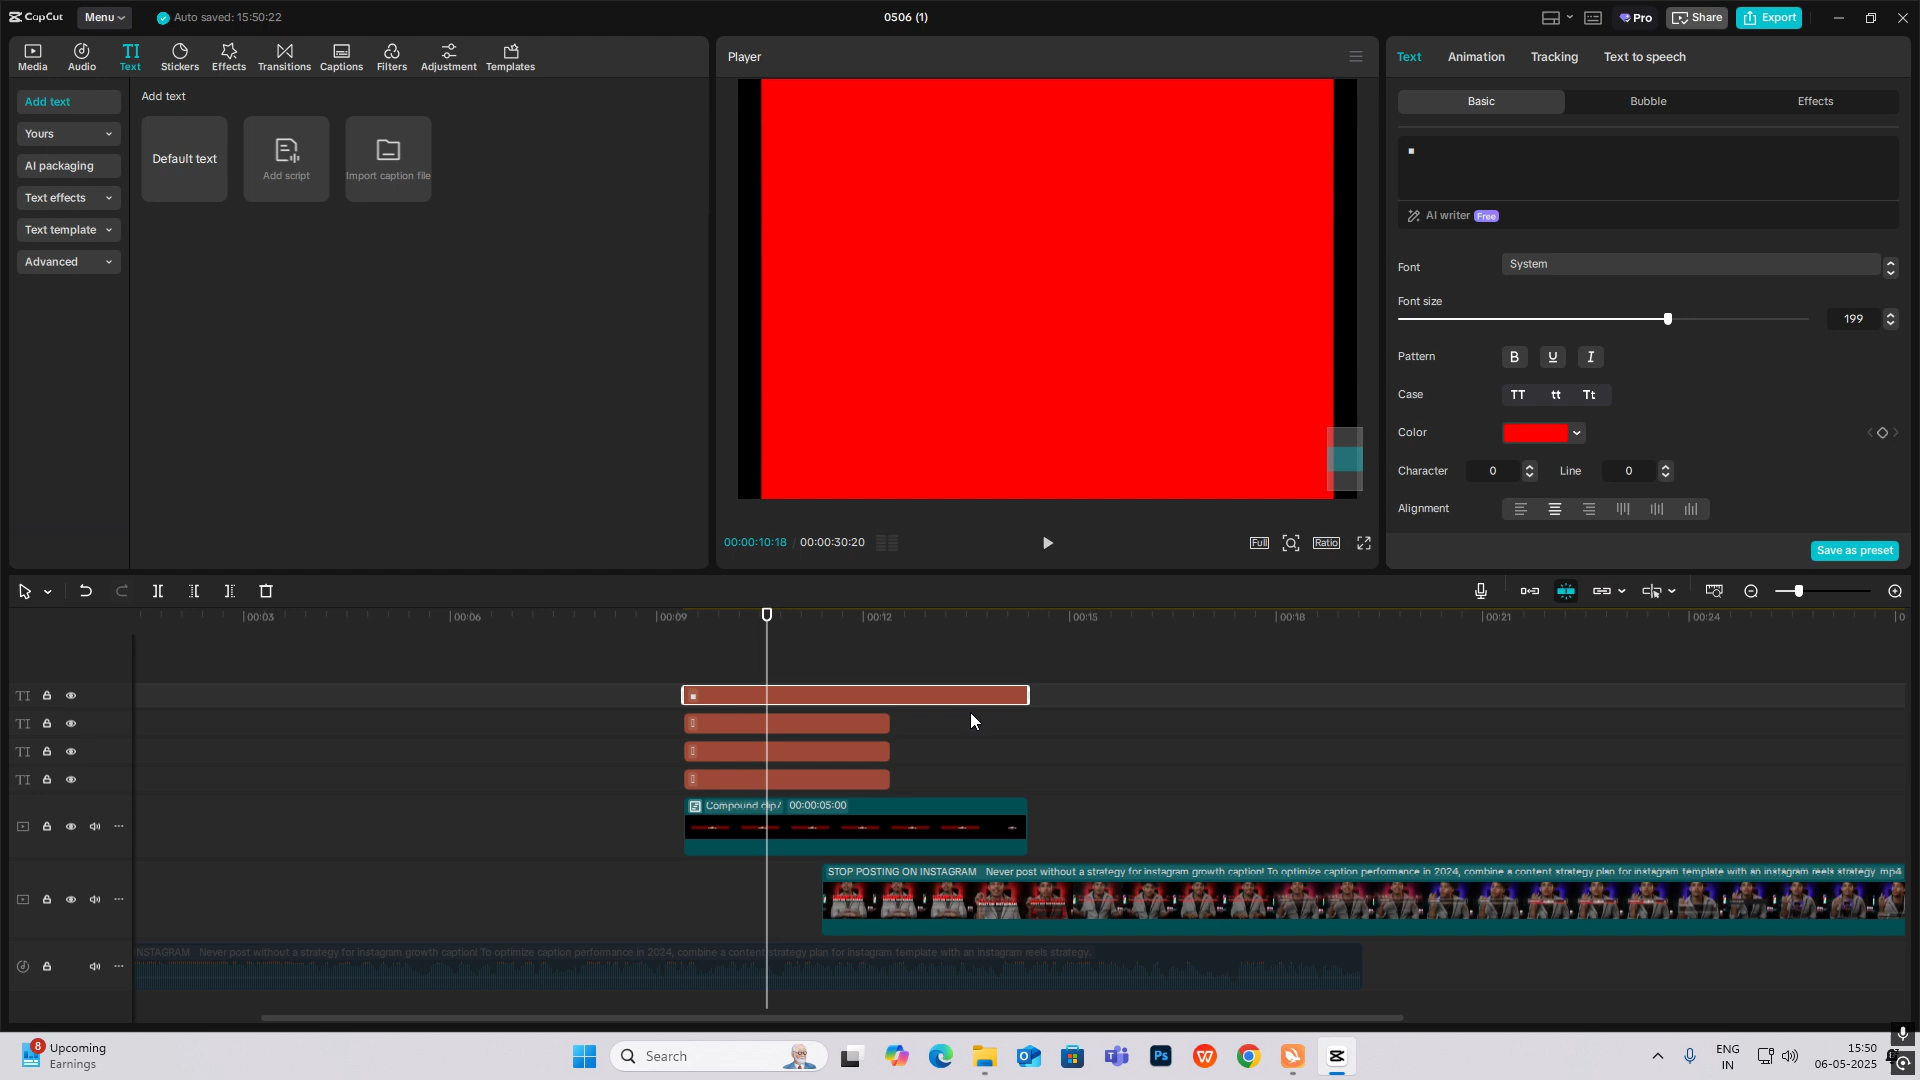 CapCut
Menu
Auto saved: 15:50:22
0506 (1)
Pro
Share
Export
Media
Audio
TI
Text
Stickers
Effects
Transitions
Captions
Filters
Adjustment
Templates
Add text
Yours
AI packaging
Text effects
Text template
Advanced
Add text
Default text
Add script
Import caption file
Player
00:00:10:18 / 00:00:30:20
Full
Ratio
Text
Animation
Tracking
Text to speech
Basic
Bubble
Effects
AI writer Free
Font
System
Font size
199
Pattern
B U I
Case
TT tt Tt
Color
Character 0
Line 0
Alignment
Save as preset
00:03
00:06
00:09
00:12
00:15
00:18
00:21
00:24
0
TI
TI
TI
TI
Compound clip7 00:00:05:00
STOP POSTING ON INSTAGRAM Never post without a strategy for instagram growth caption! To optimize caption performance in 2024, combine a content strategy plan for instagram template with an instagram reels strategy .mp4
NSTAGRAM Never post without a strategy for instagram growth caption! To optimize caption performance in 2024, combine a content strategy plan for instagram template with an instagram reels strategy.
8
Upcoming
Earnings
Search
Ps
ENG
IN
15:50
06-05-2025